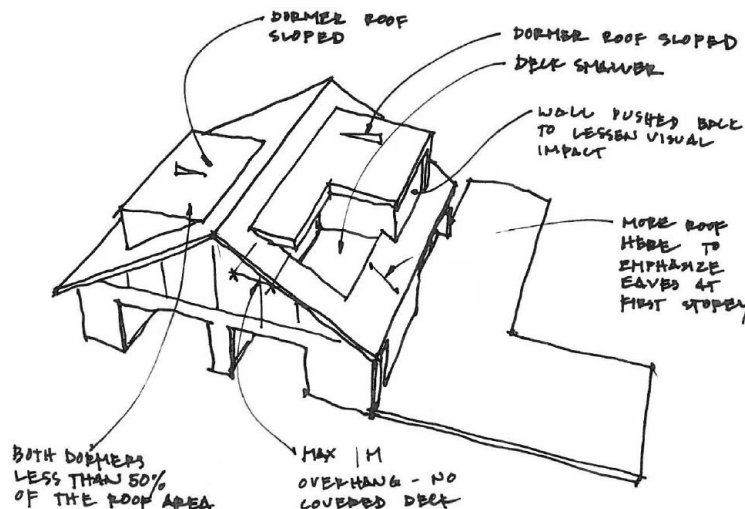 DORMER ROOF
SLOPED
DORMER ROOF SLOPED
DECK SMALLER
WALL PUSHED BACK
TO LESSEN VISUAL
IMPACT
MORE ROOF
HERE TO
EMPHASIZE
EAVES AT
FIRST STOREY
BOTH DORMERS
LESS THAN 50%
OF THE ROOF AREA
MAX 1M
OVERHANG - NO
COVERED DECK